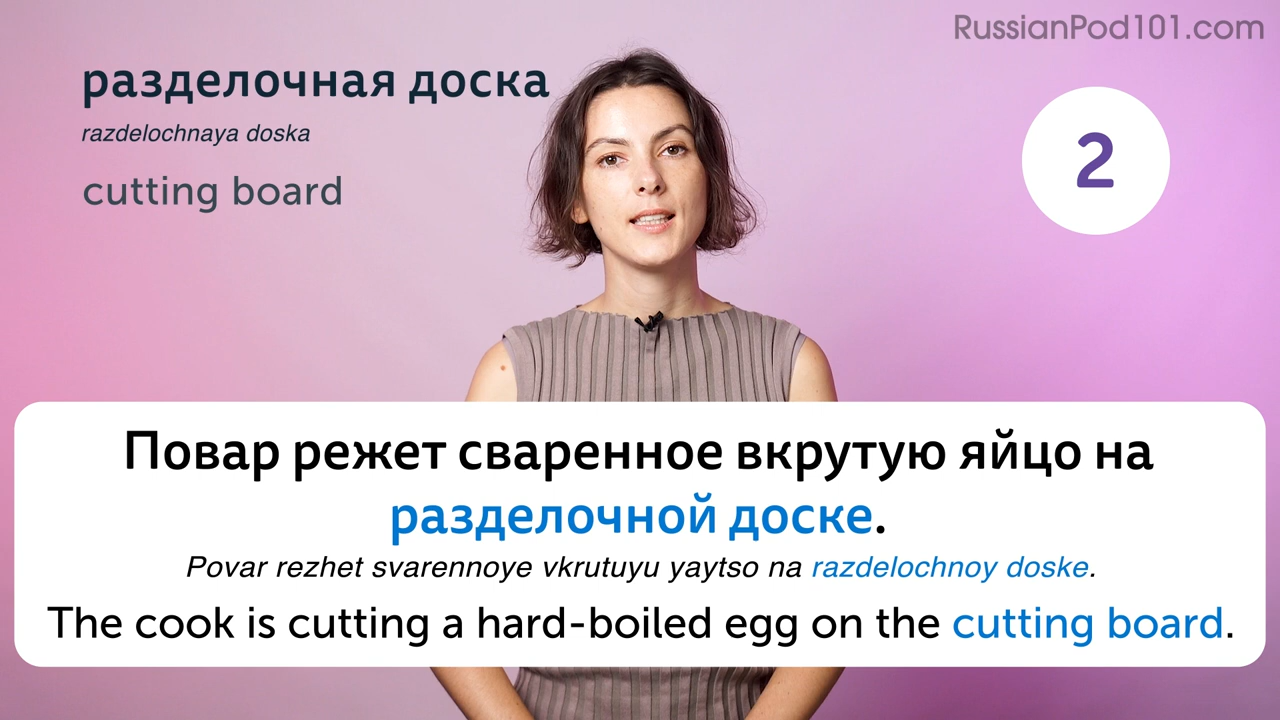 RussianPod101.com
разделочная доска
razdelochnaya doska
cutting board
2
Повар режет сваренное вкрутую яйцо на
разделочной доске.
Povar rezhet svarennoye vkrutuyu yaytso na razdelochnoy doske.
The cook is cutting a hard-boiled egg on the cutting board.